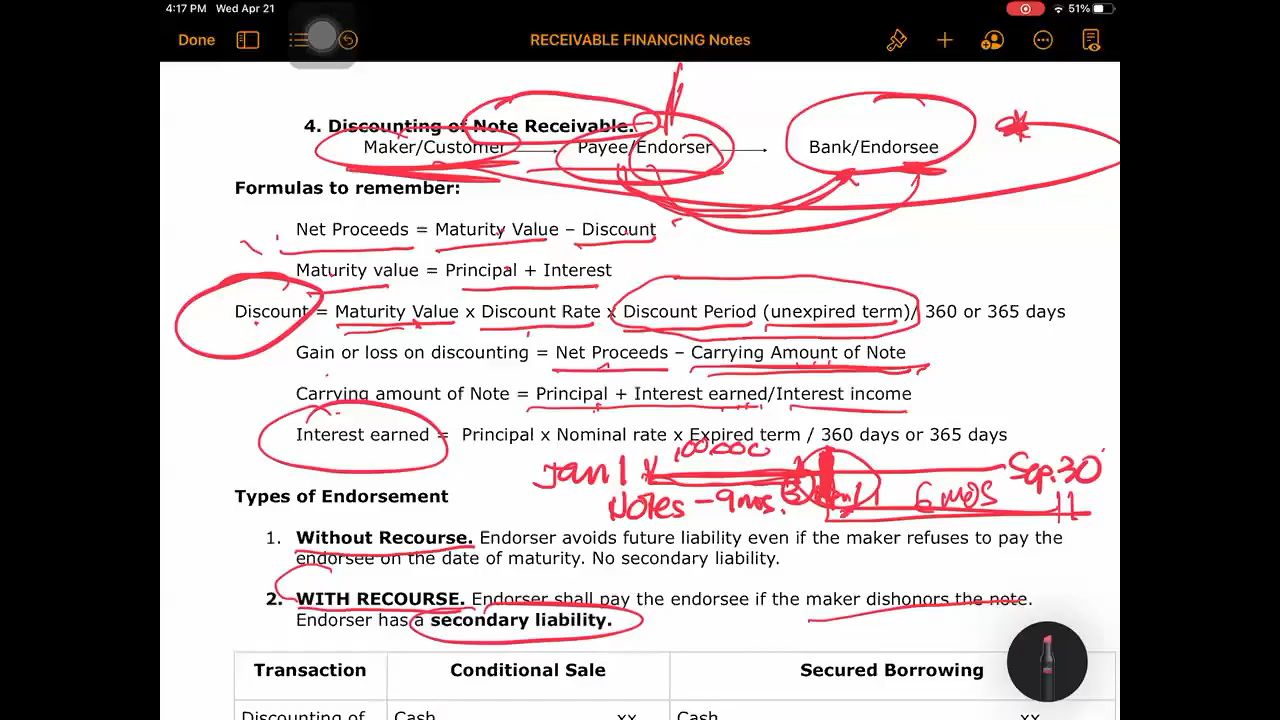 4:17 PM Wed Apr 21
51%
Done
RECEIVABLE FINANCING Notes
4. Discounting of Note Receivable.
Maker/Customer Payee/Endorser Bank/Endorsee
Formulas to remember:
Net Proceeds = Maturity Value – Discount
Maturity value = Principal + Interest
Discount = Maturity Value x Discount Rate x Discount Period (unexpired term)/ 360 or 365 days
Gain or loss on discounting = Net Proceeds – Carrying Amount of Note
Carrying amount of Note = Principal + Interest earned/Interest income
Interest earned = Principal x Nominal rate x Expired term / 360 days or 365 days
Jan 1 Sep. 30
Notes - 9mos. 6 mos
Types of Endorsement
1. Without Recourse. Endorser avoids future liability even if the maker refuses to pay the
endorsee on the date of maturity. No secondary liability.
2. WITH RECOURSE. Endorser shall pay the endorsee if the maker dishonors the note.
Endorser has a secondary liability.
Transaction Conditional Sale Secured Borrowing
Discounting of Cash xx Cash xx